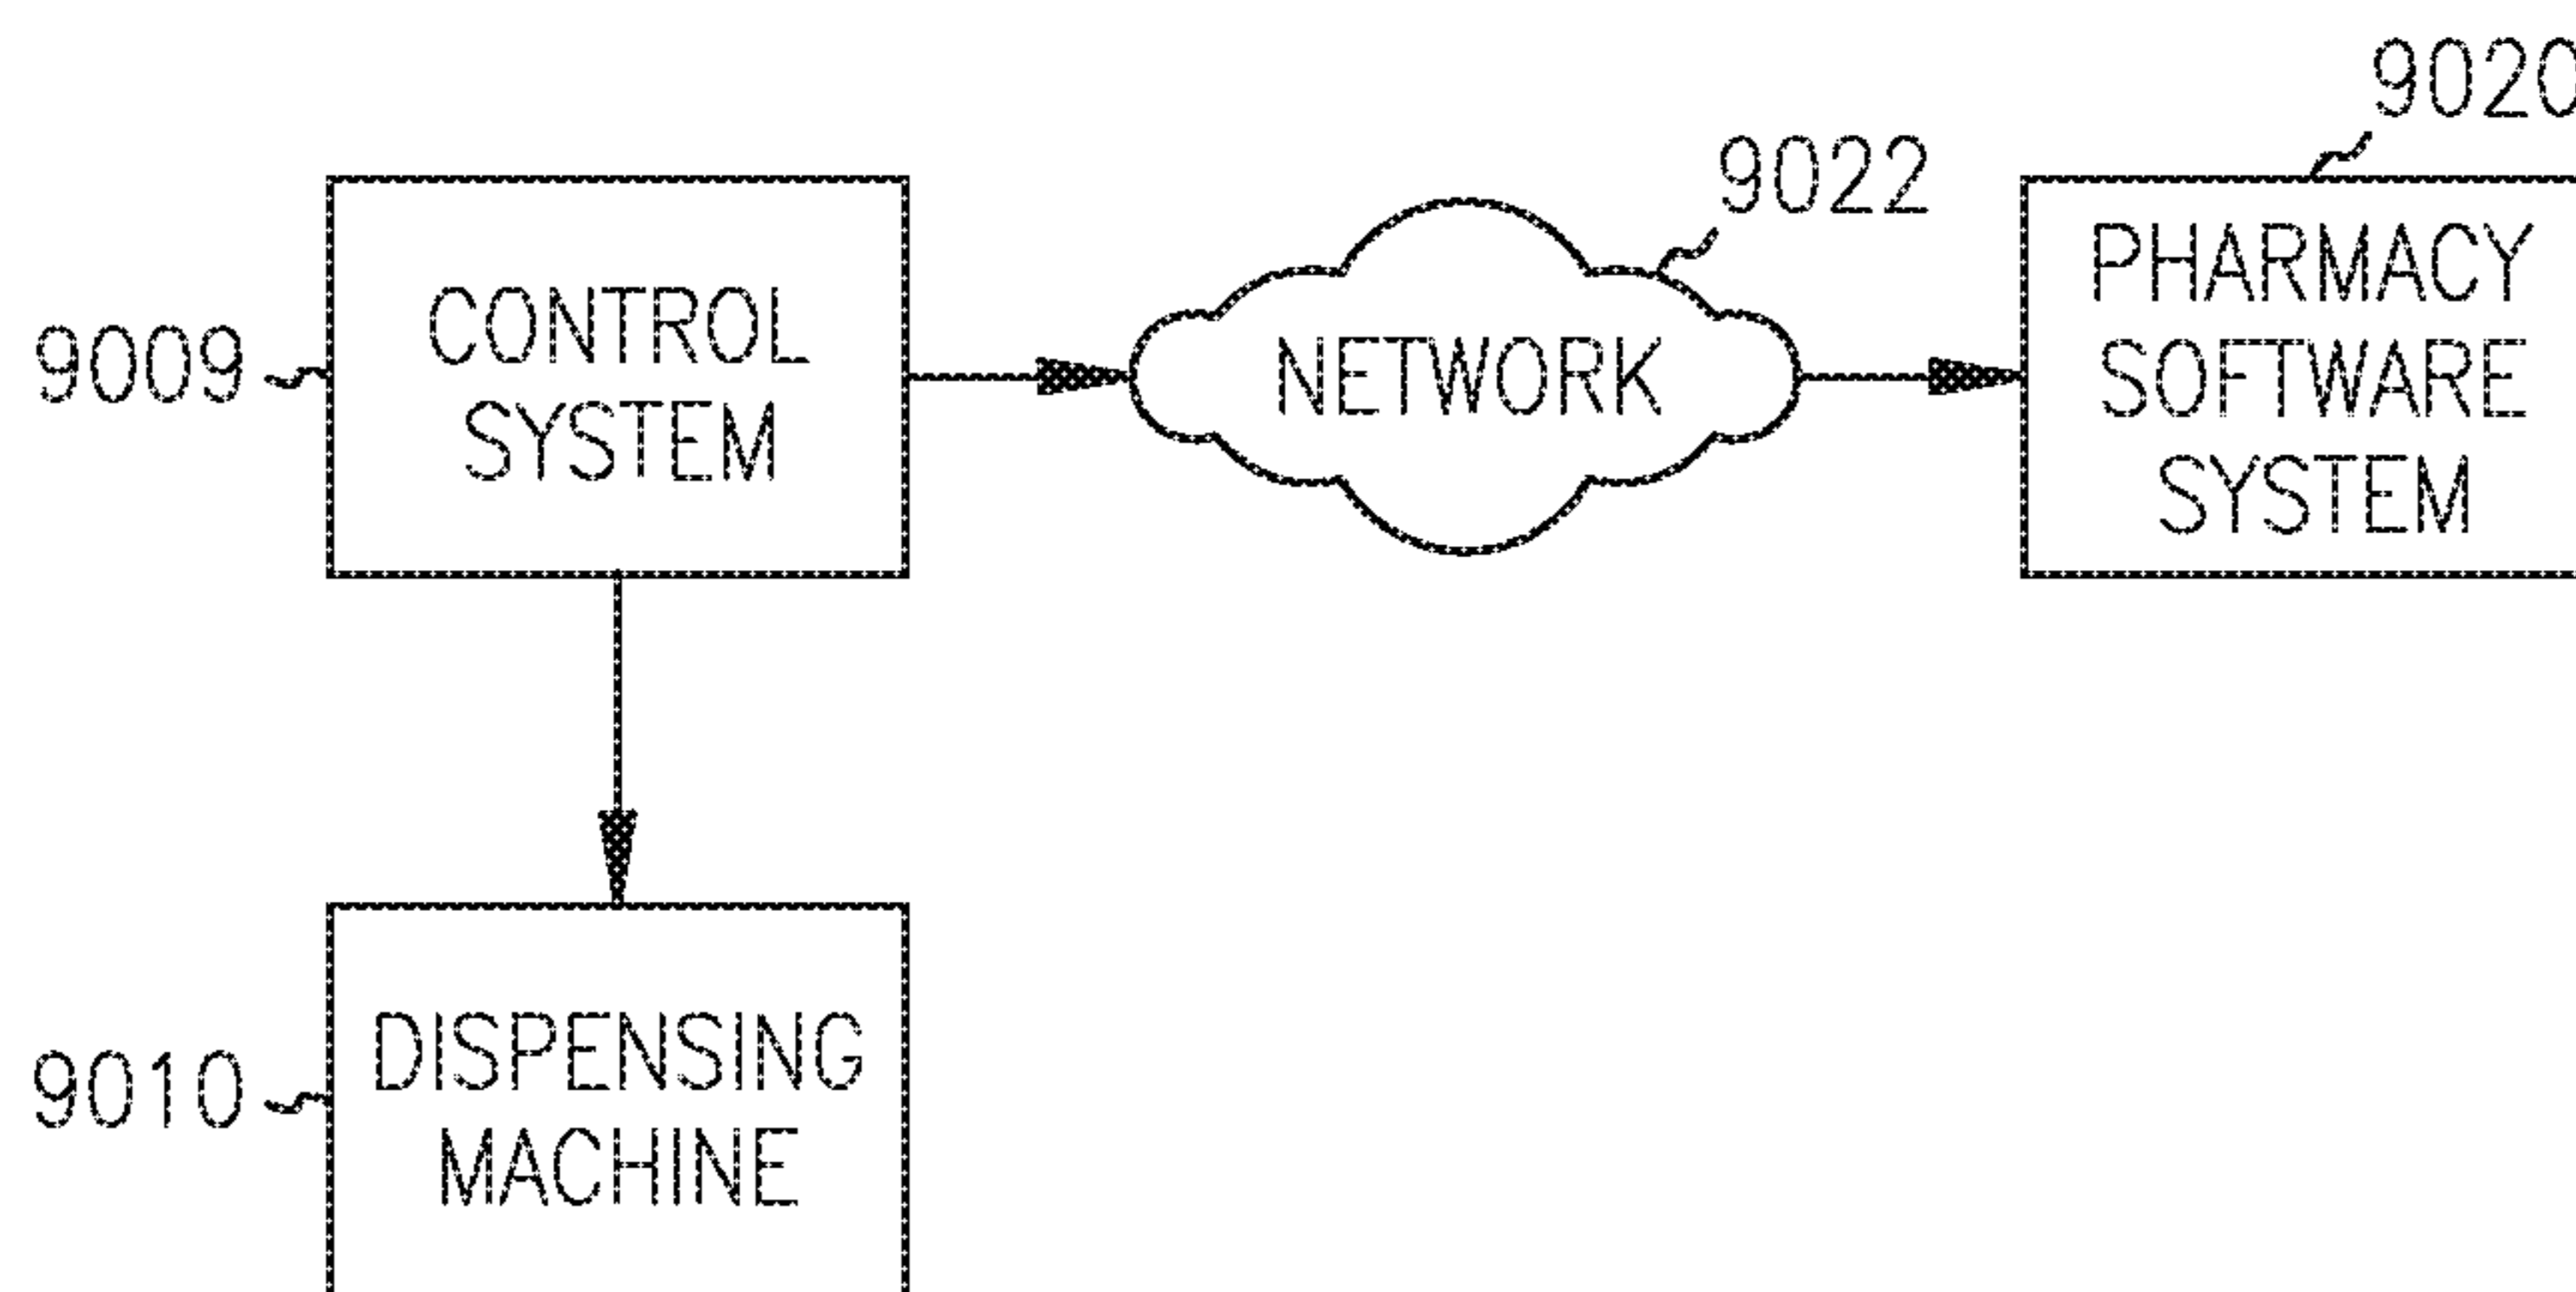 9020
9022
PHARMACY
SOFTWARE
SYSTEM
CONTROL
SYSTEM
9009
NETWORK
DISPENSING
MACHINE
9010